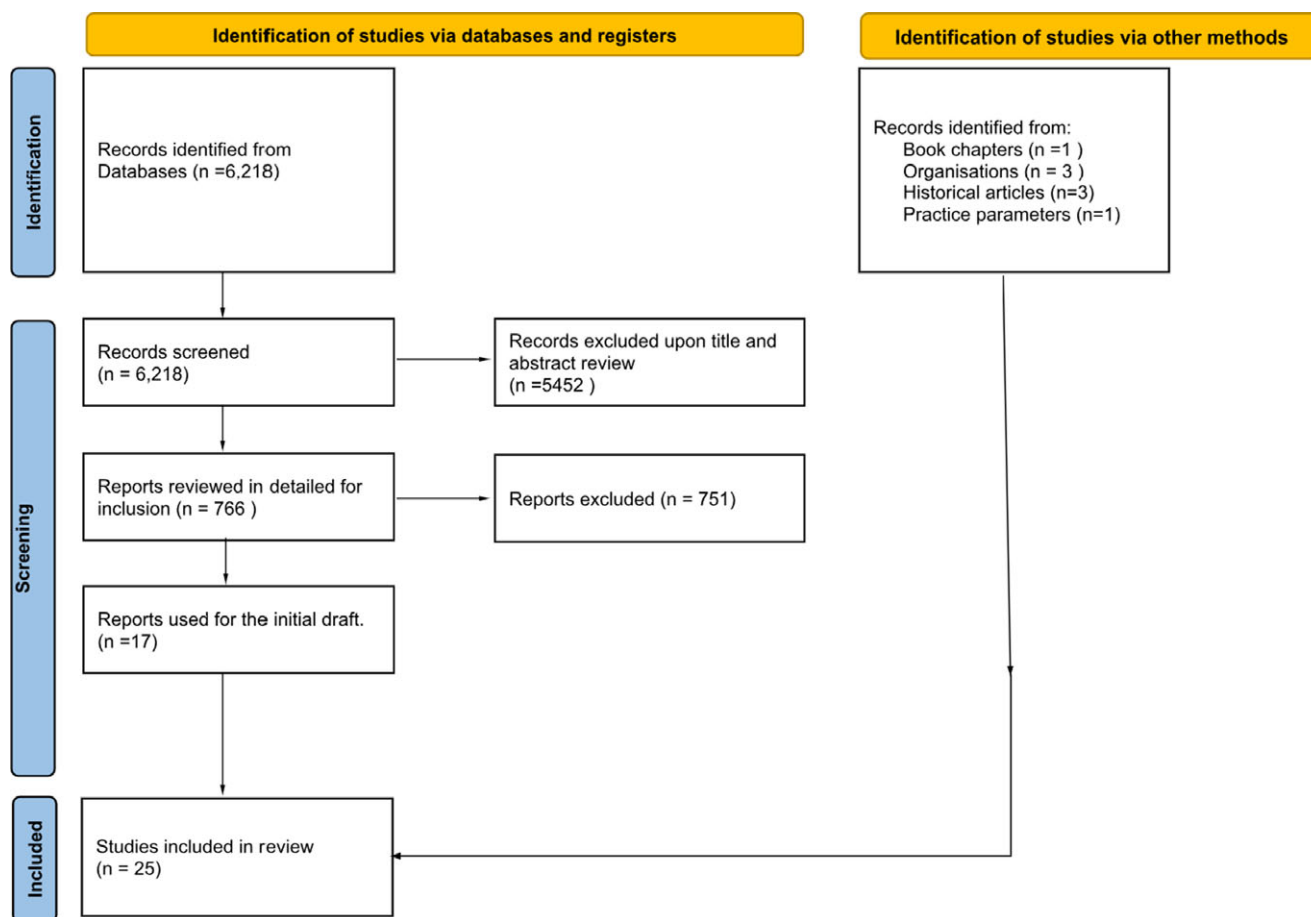 Identification of studies via databases and registers
Identification of studies via other methods
Identification
Records identified from
Databases (n =6,218)
Records identified from:
Book chapters (n =1 )
Organisations (n = 3 )
Historical articles (n=3)
Practice parameters (n=1)
Screening
Records screened
(n = 6,218)
Records excluded upon title and
abstract review
(n =5452 )
Reports reviewed in detailed for
inclusion (n = 766 )
Reports excluded (n = 751)
Reports used for the initial draft.
(n =17)
Included
Studies included in review
(n = 25)